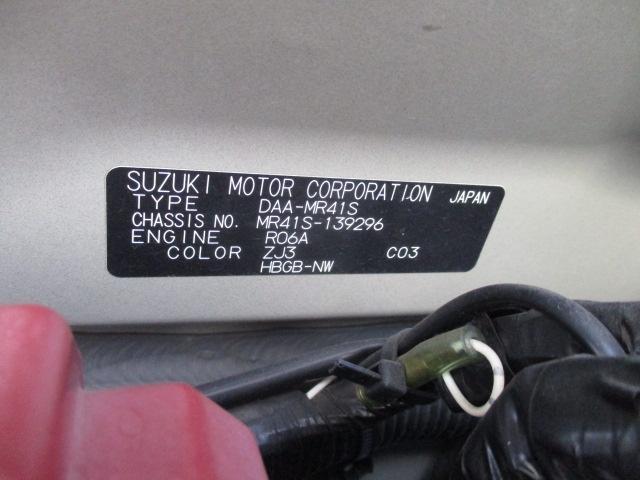 SUZUKI MOTOR CORPORATION JAPAN
TYPE DAA-MR41S
CHASSIS NO. MR41S-139296
ENGINE R06A
COLOR ZJ3 C03
HBGB-NW